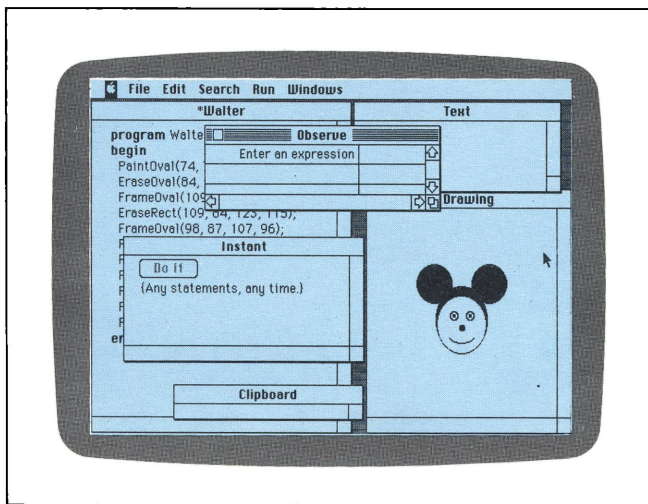 File Edit Search Run Windows
*Walter
Text
program Walte
begin
PaintOval(74,
EraseOval(84,
FrameOval(109
EraseRect(109, 64, 123, 115);
FrameOval(98, 87, 107, 96);
er
Observe
Enter an expression
Drawing
Instant
Do It
{Any statements, any time.}
Clipboard